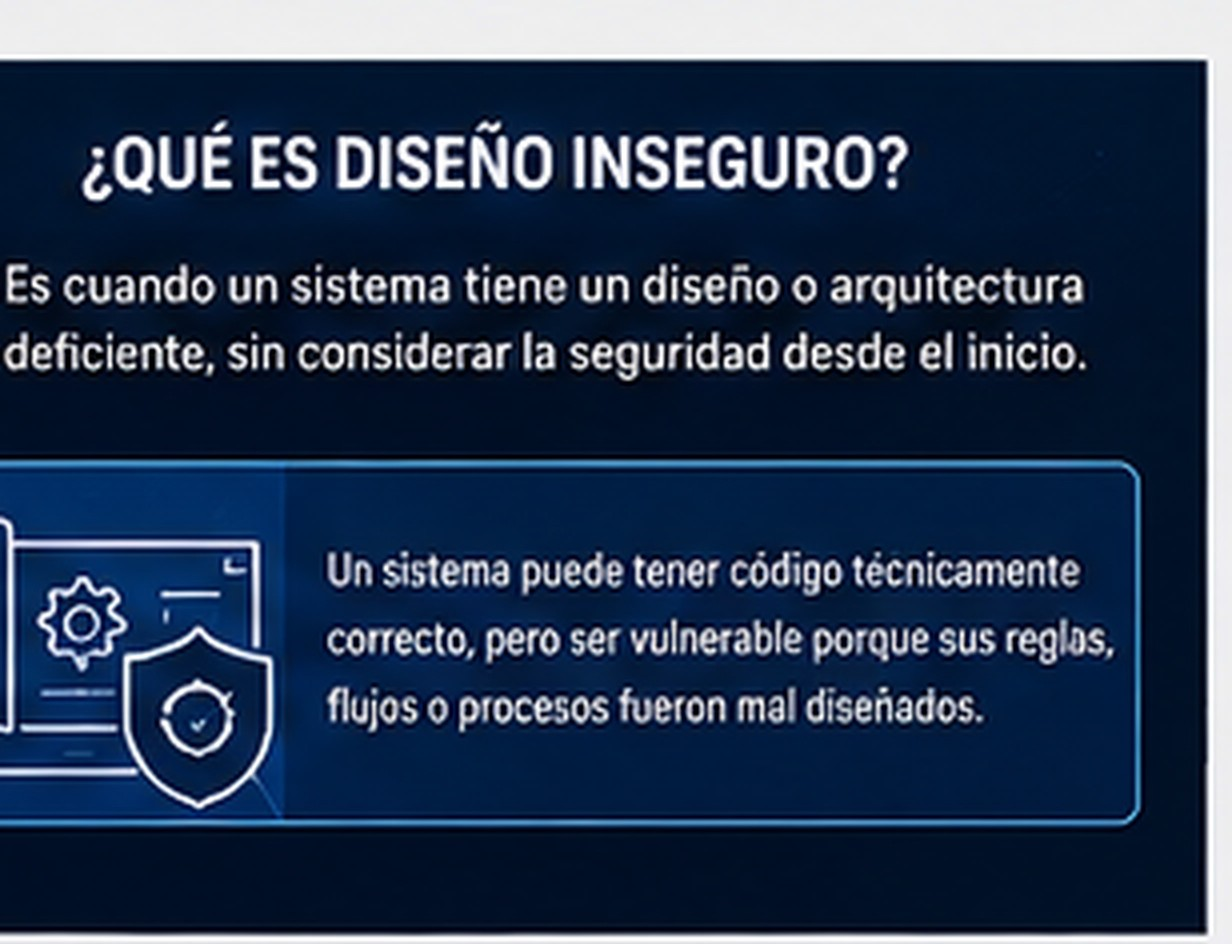 ¿QUÉ ES DISEÑO INSEGURO?
Es cuando un sistema tiene un diseño o arquitectura
deficiente, sin considerar la seguridad desde el inicio.
Un sistema puede tener código técnicamente
correcto, pero ser vulnerable porque sus reglas,
flujos o procesos fueron mal diseñados.